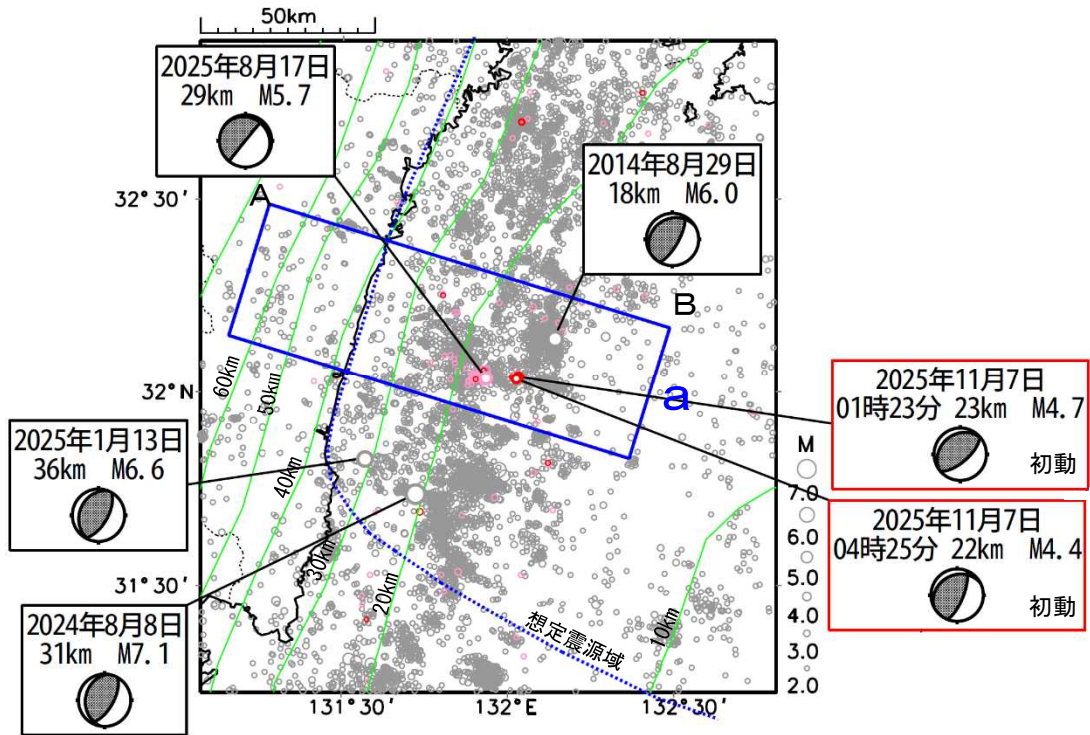 50km
2025年8月17日
29km M5.7
2014年8月29日
18km M6.0
32°30′
A
B
60km
50km
32°N
a
2025年11月7日
01時23分 23km M4.7
初動
2025年1月13日
36km M6.6
40km
M
7.0
6.0
5.0
4.0
3.0
2.0
2025年11月7日
04時25分 22km M4.4
初動
30km
20km
31°30′
2024年8月8日
31km M7.1
想定震源域
10km
131°30′
132°E
132°30′